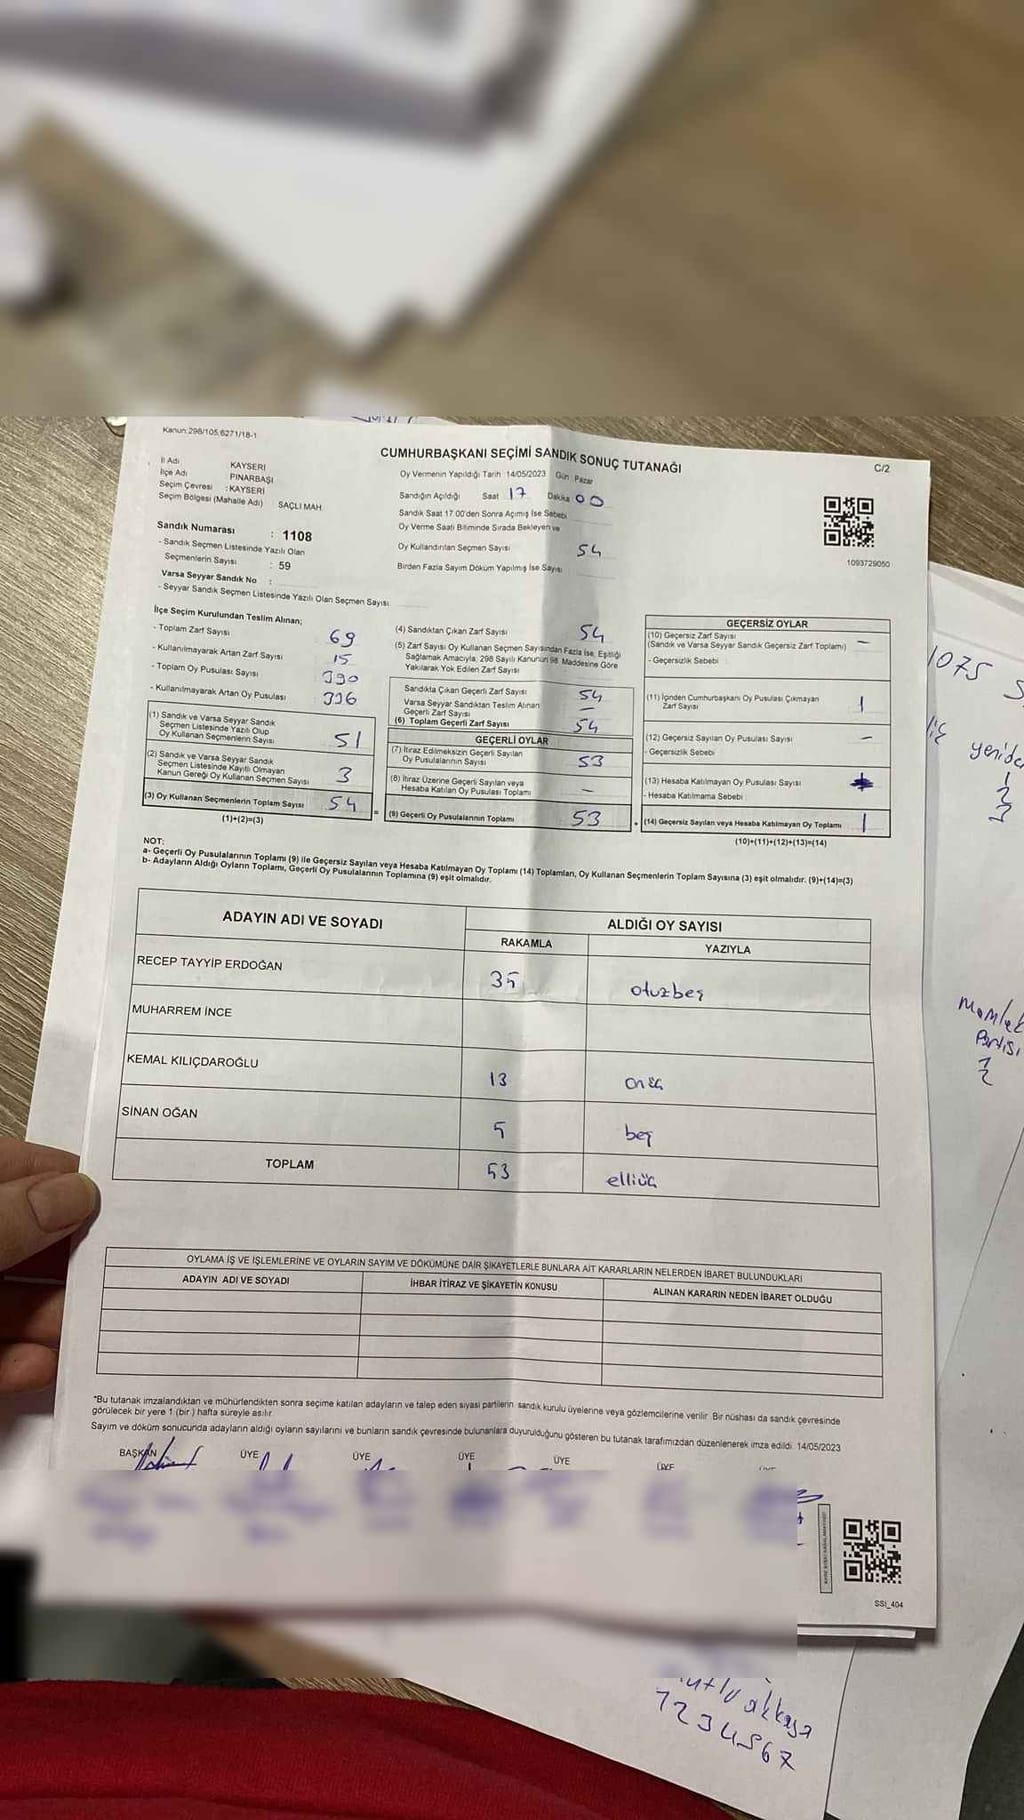 Kanun:298/105,6271/18-1
CUMHURBAŞKANI SEÇİMİ SANDIK SONUÇ TUTANAĞI
C/2
İl Adı KAYSERİ
İlçe Adı PINARBAŞI
Seçim Çevresi : KAYSERİ
Seçim Bölgesi (Mahalle Adı) SAÇLI MAH.
Oy Vermenin Yapıldığı Tarih 14/05/2023 Gün Pazar
Sandığın Açıldığı Saat 17 Dakika 00
Sandık Saat 17.00'den Sonra Açımış İse Sebebi
Oy Verme Saati Bitiminde Sırada Bekleyen ve
Oy Kullandırılan Seçmen Sayısı 54
Birden Fazla Sayım Döküm Yapılmış İse Sayısı
1093729050
Sandık Numarası : 1108
- Sandık Seçmen Listesinde Yazılı Olan
Seçmenlerin Sayısı : 59
Varsa Seyyar Sandık No :
- Seyyar Sandık Seçmen Listesinde Yazılı Olan Seçmen Sayısı
İlçe Seçim Kurulundan Teslim Alınan;
- Toplam Zarf Sayısı 69
- Kullanılmayarak Artan Zarf Sayısı 15
- Toplam Oy Pusulası Sayısı 390
- Kullanılmayarak Artan Oy Pusulası 336
(1) Sandık ve Varsa Seyyar Sandık
Seçmen Listesinde Yazılı Olup
Oy Kullanan Seçmenlerin Sayısı 51
(2) Sandık ve Varsa Seyyar Sandık
Seçmen Listesinde Kayıtlı Olmayan
Kanun Gereği Oy Kullanan Seçmen Sayısı 3
(3) Oy Kullanan Seçmenlerin Toplam Sayısı 54
(1)+(2)=(3)
(4) Sandıktan Çıkan Zarf Sayısı 54
(5) Zarf Sayısı Oy Kullanan Seçmen Sayısından Fazla İse, Eşitliği
Sağlamak Amacıyla; 298 Sayılı Kanunun 98. Maddesine Göre
Yakılarak Yok Edilen Zarf Sayısı
Sandıkta Çıkan Geçerli Zarf Sayısı 54
Varsa Seyyar Sandıktan Teslim Alınan
Geçerli Zarf Sayısı –
(6) Toplam Geçerli Zarf Sayısı 54
GEÇERLİ OYLAR
(7) İtiraz Edilmeksizin Geçerli Sayılan
Oy Pusulalarının Sayısı 53
(8) İtiraz Üzerine Geçerli Sayılan veya
Hesaba Katılan Oy Pusulası Toplamı –
(9) Geçerli Oy Pusulalarının Toplamı 53
=
+
GEÇERSİZ OYLAR
(10) Geçersiz Zarf Sayısı –
(Sandık ve Varsa Seyyar Sandık Geçersiz Zarf Toplamı)
- Geçersizlik Sebebi
(11) İçinden Cumhurbaşkanı Oy Pusulası Çıkmayan
Zarf Sayısı 1
(12) Geçersiz Sayılan Oy Pusulası Sayısı –
- Geçersizlik Sebebi
(13) Hesaba Katılmayan Oy Pusulası Sayısı
- Hesaba Katılmama Sebebi
(14) Geçersiz Sayılan veya Hesaba Katılmayan Oy Toplamı 1
(10)+(11)+(12)+(13)=(14)
NOT:
a- Geçerli Oy Pusulalarının Toplamı (9) ile Geçersiz Sayılan veya Hesaba Katılmayan Oy Toplamı (14) Toplamları, Oy Kullanan Seçmenlerin Toplam Sayısına (3) eşit olmalıdır. (9)+(14)=(3)
b- Adayların Aldığı Oyların Toplamı, Geçerli Oy Pusulalarının Toplamına (9) eşit olmalıdır.
ADAYIN ADI VE SOYADI ALDIĞI OY SAYISI
RAKAMLA YAZIYLA
RECEP TAYYİP ERDOĞAN 35 otuzbeş
MUHARREM İNCE
KEMAL KILIÇDAROĞLU 13 onüç
SİNAN OĞAN 5 beş
TOPLAM 53 elliüç
OYLAMA İŞ VE İŞLEMLERİNE VE OYLARIN SAYIM VE DÖKÜMÜNE DAİR ŞİKAYETLERLE BUNLARA AİT KARARLARIN NELERDEN İBARET BULUNDUKLARI
ADAYIN ADI VE SOYADI İHBAR İTİRAZ VE ŞİKAYETİN KONUSU ALINAN KARARIN NEDEN İBARET OLDUĞU
*Bu tutanak imzalandıktan ve mühürlendikten sonra seçime katılan adayların ve talep eden siyasi partilerin sandık kurulu üyelerine veya gözlemcilerine verilir. Bir nüshası da sandık çevresinde
görülecek bir yere 1 (bir ) hafta süreyle asılır.
Sayım ve döküm sonucunda adayların aldığı oyların sayılarını ve bunların sandık çevresinde bulunanlara duyurulduğunu gösteren bu tutanak tarafımızdan düzenlenerek imza edildi. 14/05/2023
BAŞKAN ÜYE ÜYE ÜYE ÜYE ÜYE
SSI_404
1075
yeniden
1
2
3
Partisi
1
2
akkaya
1234567